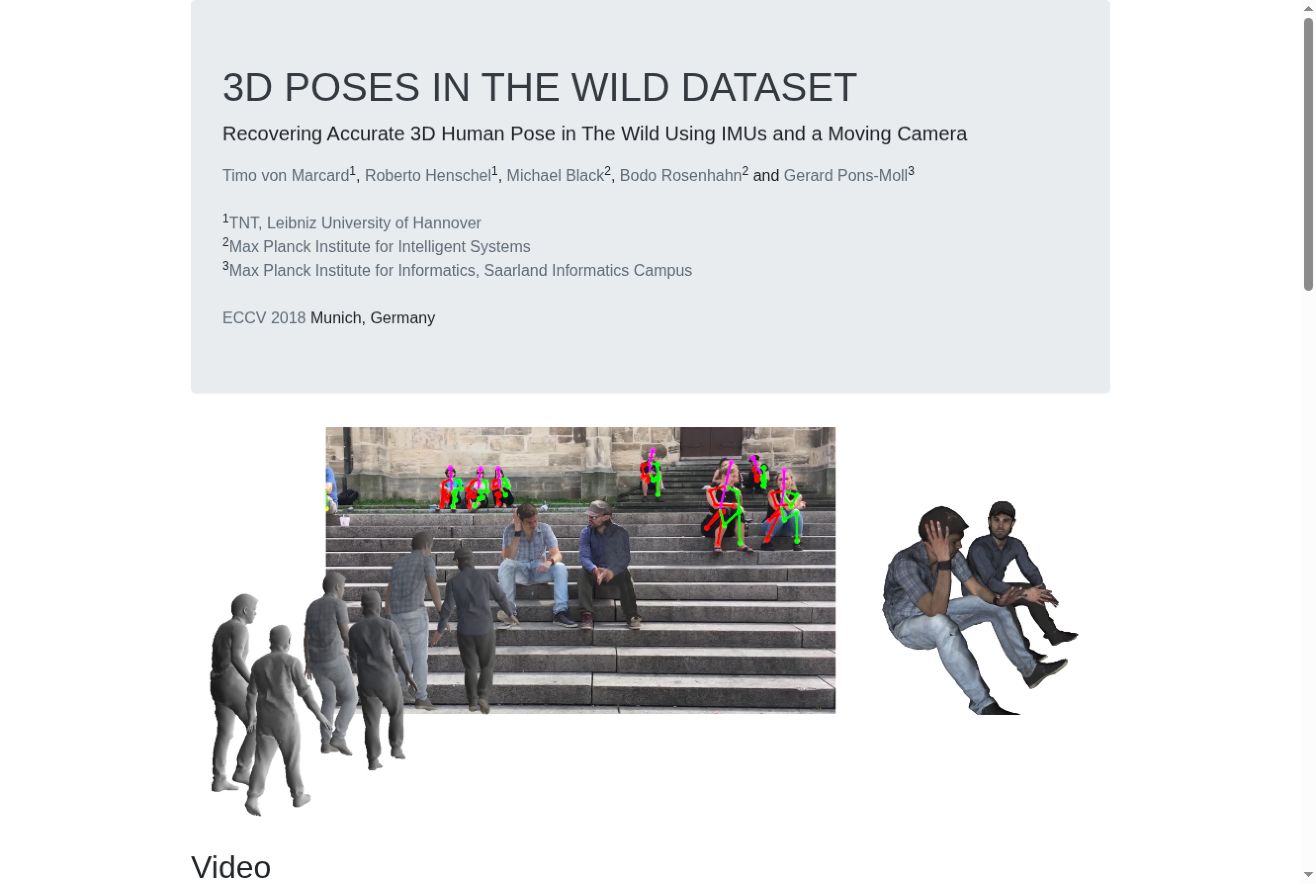 3D POSES IN THE WILD DATASET
Recovering Accurate 3D Human Pose in The Wild Using IMUs and a Moving Camera
Timo von Marcard1, Roberto Henschel1, Michael Black2, Bodo Rosenhahn2 and Gerard Pons-Moll3
1TNT, Leibniz University of Hannover
2Max Planck Institute for Intelligent Systems
3Max Planck Institute for Informatics, Saarland Informatics Campus
ECCV 2018 Munich, Germany
Video